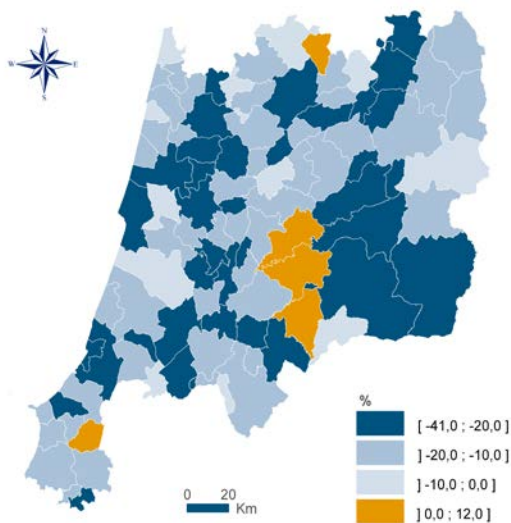 N
W E
S
%
[ -41,0 ; -20,0 ]
] -20,0 ; -10,0 ]
] -10,0 ; 0,0 ]
] 0,0 ; 12,0 ]
0 20
Km